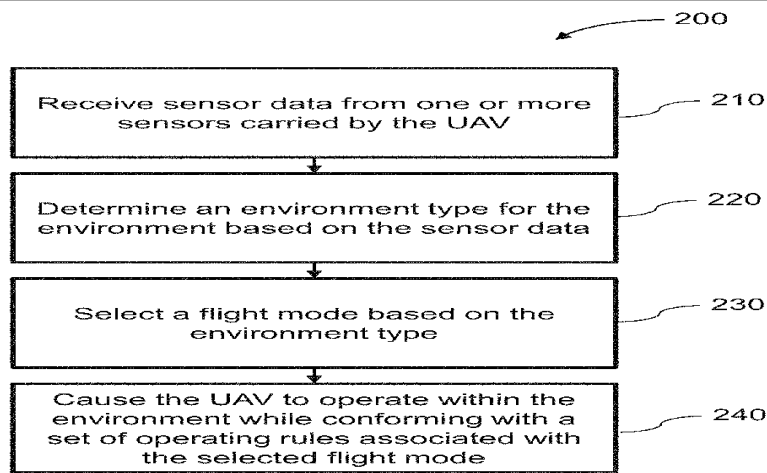 200
Receive sensor data from one or more
sensors carried by the UAV
210
Determine an environment type for the
environment based on the sensor data
220
Select a flight mode based on the
environment type
230
Cause the UAV to operate within the
environment while conforming with a
set of operating rules associated with
the selected flight mode
240